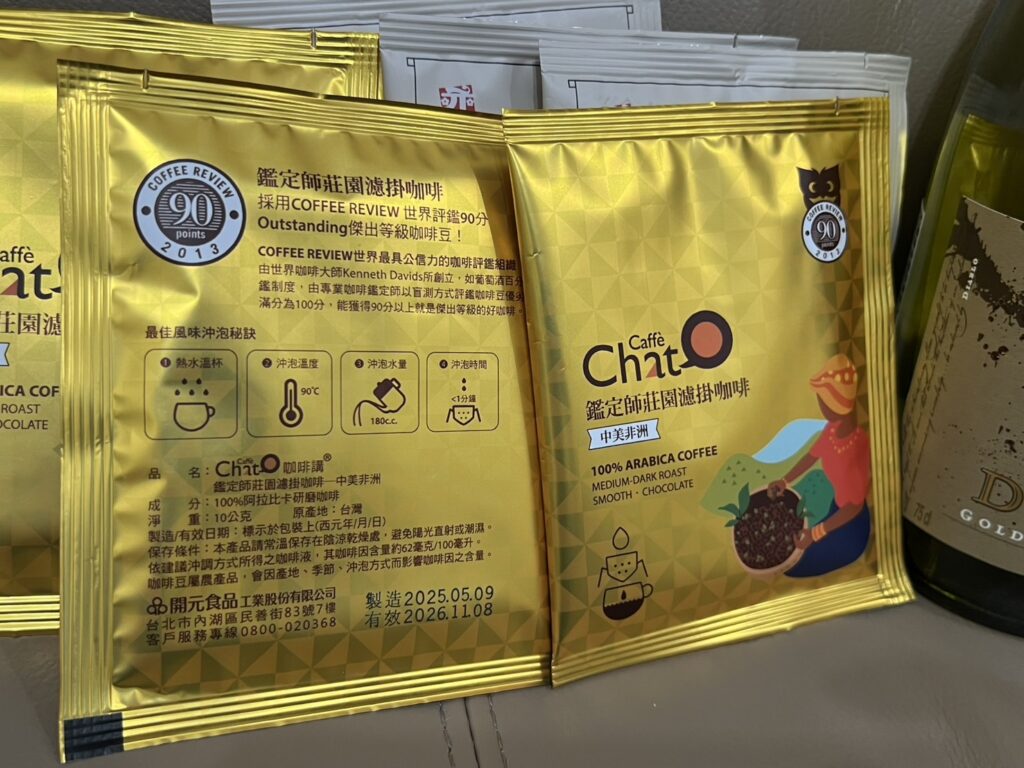 affè
hat
莊園濾
ARABICA COF
ROAST
OCOLATE
COFFEE REVIEW
90
points
2013
鑑定師莊園濾掛咖啡
採用COFFEE REVIEW 世界評鑑90分
Outstanding傑出等級咖啡豆！
COFFEE REVIEW世界最具公信力的咖啡評鑑組織
由世界咖啡大師Kenneth Davids所創立，如葡萄酒百分
鑑制度，由專業咖啡鑑定師以盲測方式評鑑咖啡豆優劣
滿分為100分，能獲得90分以上就是傑出等級的好咖啡。
最佳風味沖泡秘訣
1 熱水溫杯
2 沖泡溫度
90℃
3 沖泡水量
180c.c.
4 沖泡時間
<1分鐘
品　名：Caffè ChatO 咖啡講®
鑑定師莊園濾掛咖啡─中美非洲
成　分：100%阿拉比卡研磨咖啡
淨　重：10公克　原產地：台灣
製造/有效日期：標示於包裝上(西元年/月/日)
保存條件：本產品請常溫保存在陰涼乾燥處，避免陽光直射或潮濕。
依建議沖調方式所得之咖啡液，其咖啡因含量約62毫克/100毫升。
咖啡豆屬農產品，會因產地、季節、沖泡方式而影響咖啡因之含量。
開元食品工業股份有限公司
台北市內湖區民善街83號7樓
客戶服務專線0800-020368
製造2025.05.09
有效2026.11.08
COFFEE REVIEW
90
points
2013
Caffè
ChatO
鑑定師莊園濾掛咖啡
中美非洲
100% ARABICA COFFEE
MEDIUM-DARK ROAST
SMOOTH · CHOCOLATE
DIABLO
D
GOLD
75cl